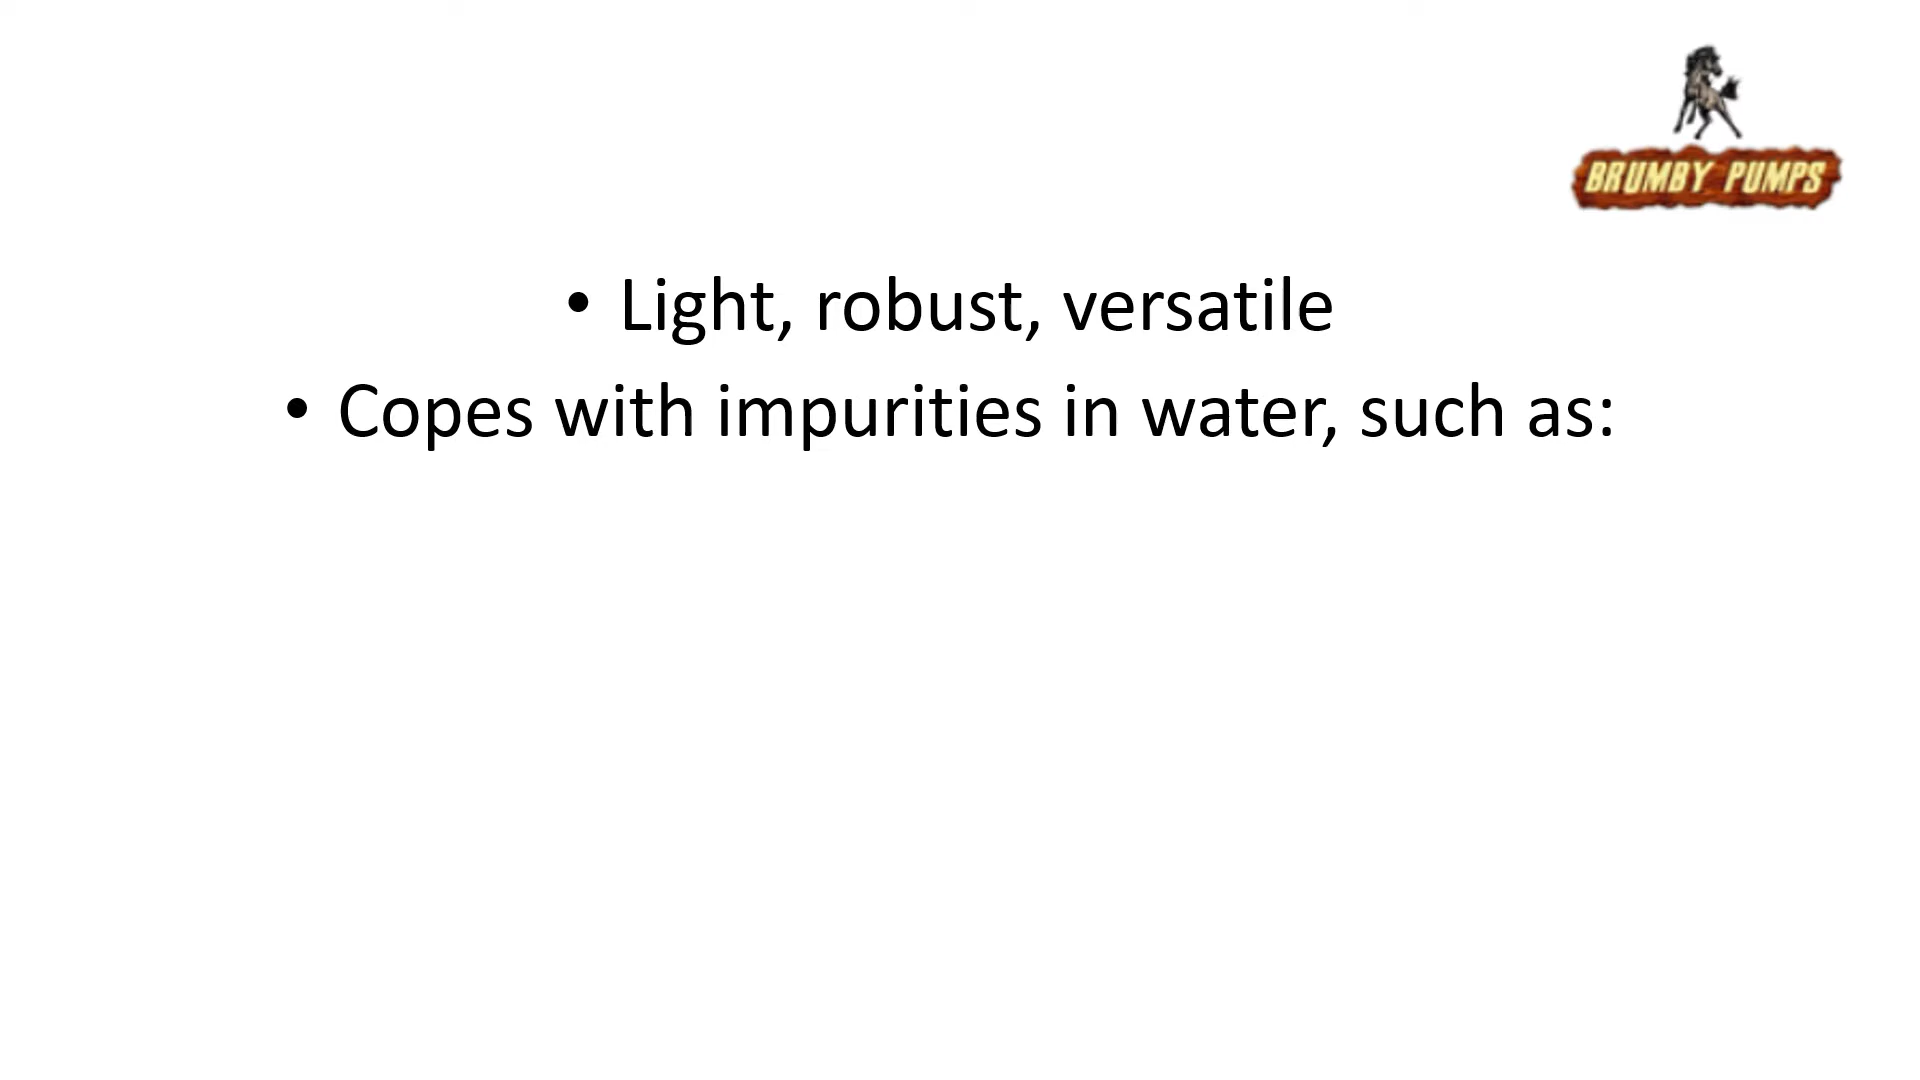 BRUMBY PUMPS
• Light, robust, versatile
• Copes with impurities in water, such as: